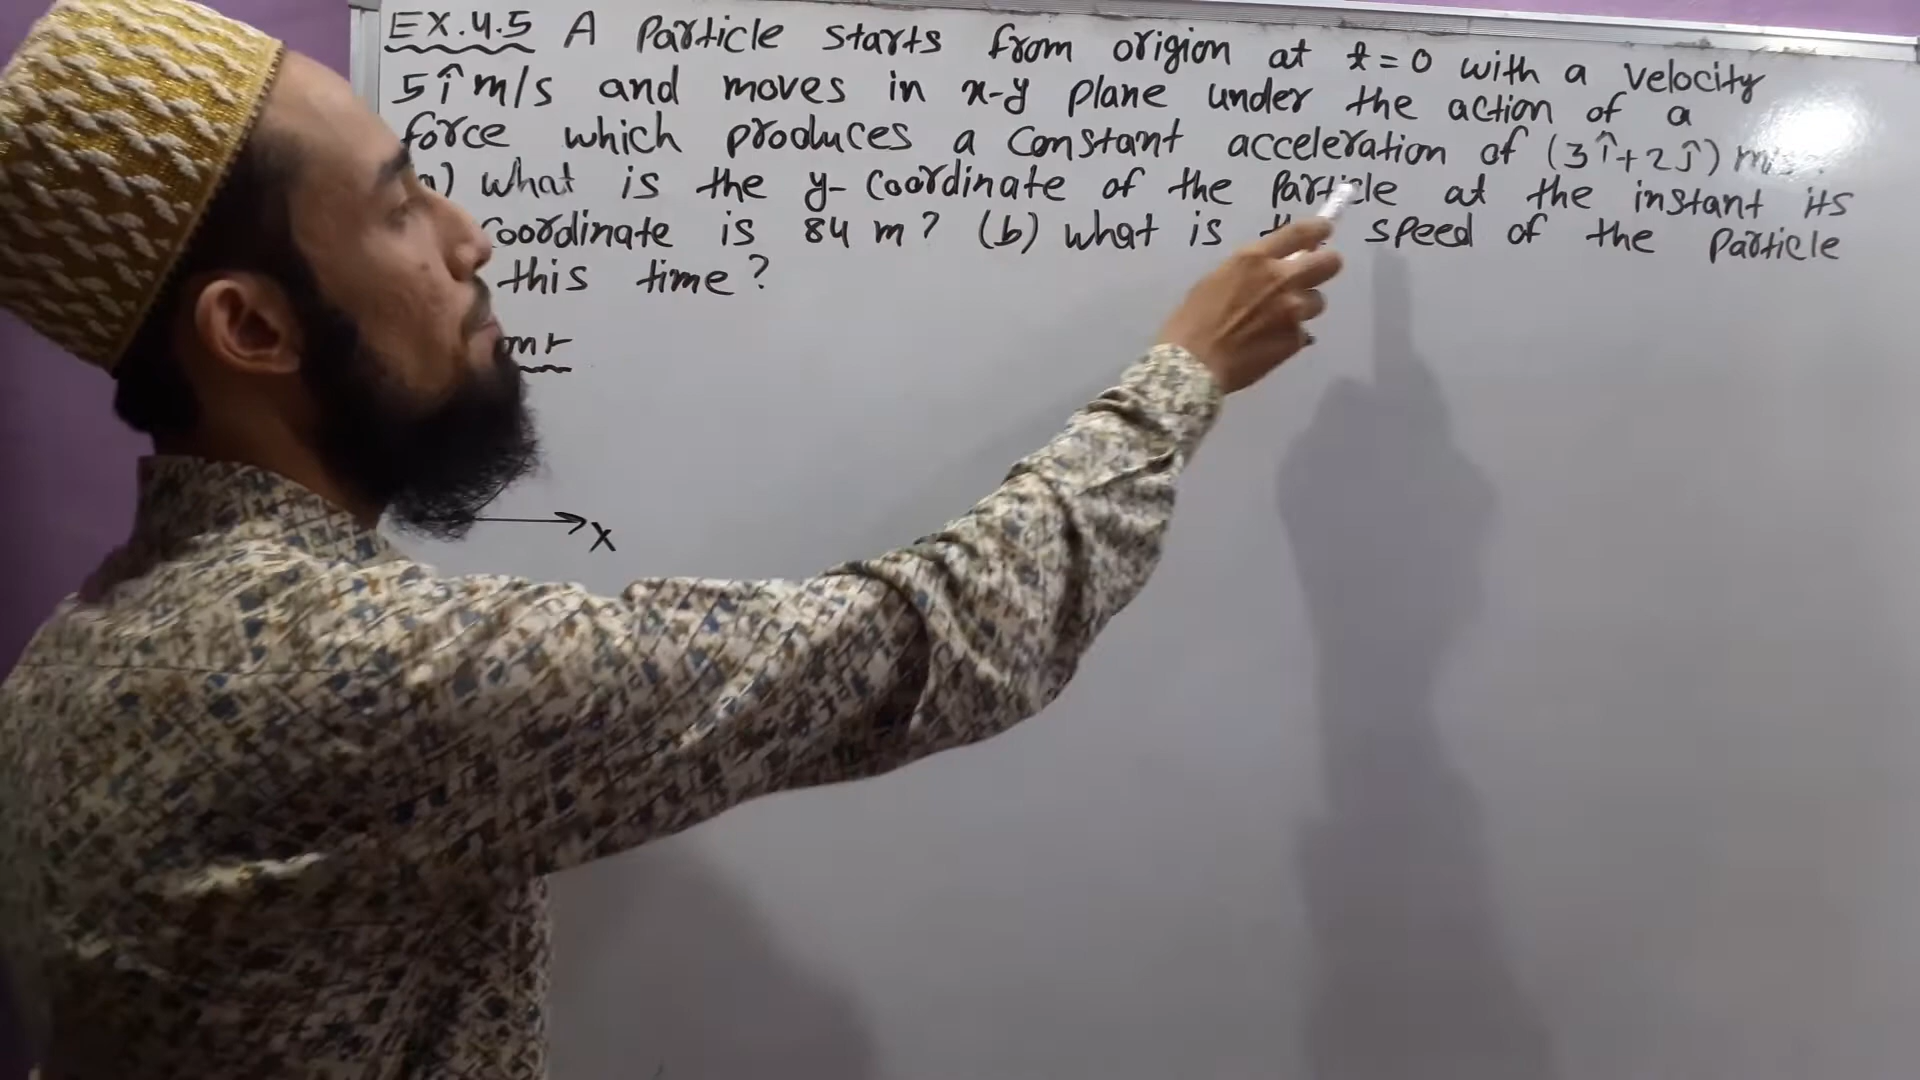 EX.4.5 A Particle starts from origion at t=0 with a velocity
5î m/s and moves in x-y plane under the action of a
force which produces a constant acceleration of (3î+2ĵ)
) what is the y-coordinate of the Particle at the instant its
coordinate is 84 m? (b) what is speed of the Particle
this time?
X